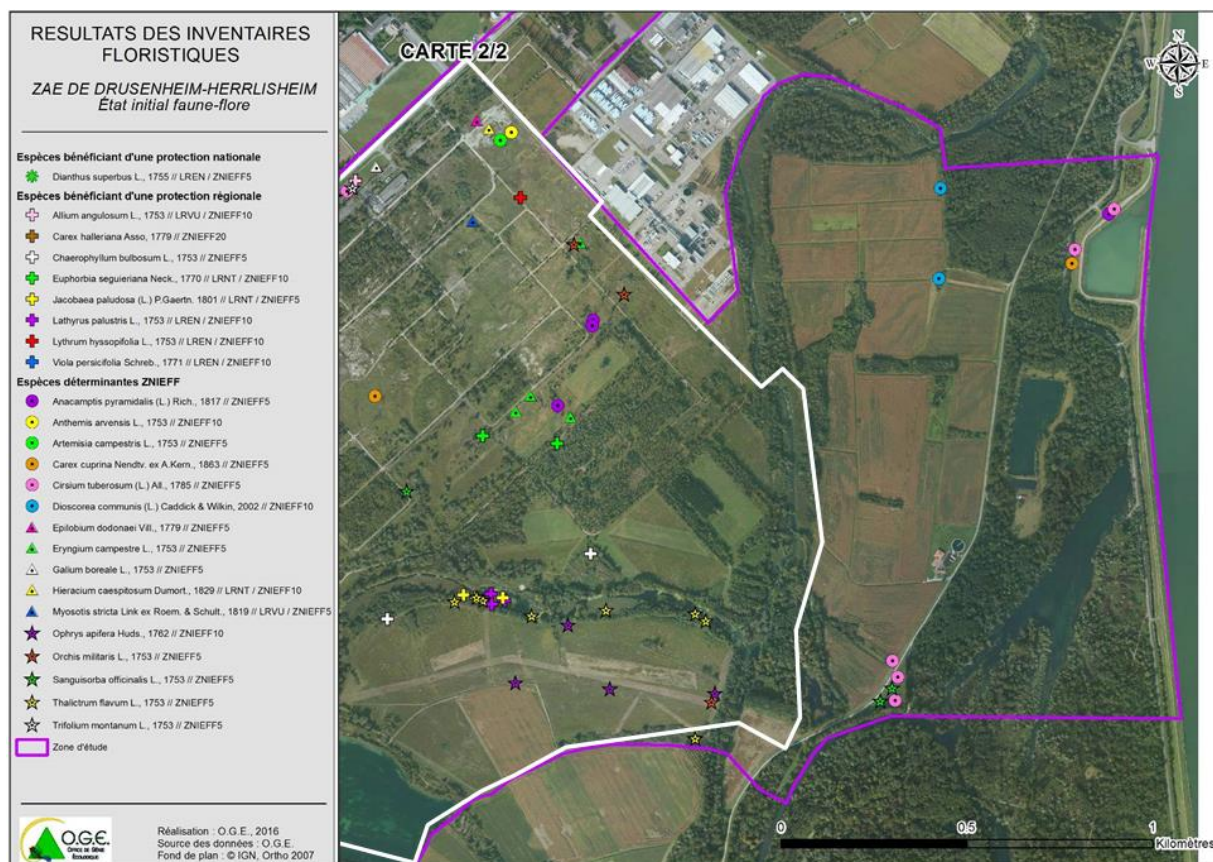 RESULTATS DES INVENTAIRES
FLORISTIQUES
ZAE DE DRUSENHEIM-HERRLISHEIM
État initial faune-flore
Espèces bénéficiant d'une protection nationale
Dianthus superbus L., 1755 // LREN / ZNIEFF5
Espèces bénéficiant d'une protection régionale
Allium angulosum L., 1753 // LRVU / ZNIEFF10
Carex halleriana Asso, 1779 // ZNIEFF20
Chaerophyllum bulbosum L., 1753 // ZNIEFF5
Euphorbia seguieriana Neck., 1770 // LRNT / ZNIEFF10
Jacobaea paludosa (L.) P.Gaertn. 1801 // LRNT / ZNIEFF5
Lathyrus palustris L., 1753 // LREN / ZNIEFF10
Lythrum hyssopifolia L., 1753 // LREN / ZNIEFF10
Viola persicifolia Schreb., 1771 // LREN / ZNIEFF10
Espèces déterminantes ZNIEFF
Anacamptis pyramidalis (L.) Rich., 1817 // ZNIEFF5
Anthemis arvensis L., 1753 // ZNIEFF10
Artemisia campestris L., 1753 // ZNIEFF5
Carex cuprina Nendtv. ex A.Kern., 1863 // ZNIEFF5
Cirsium tuberosum (L.) All., 1785 // ZNIEFF5
Dioscorea communis (L.) Caddick & Wilkin, 2002 // ZNIEFF10
Epilobium dodonaei Vill., 1779 // ZNIEFF5
Eryngium campestre L., 1753 // ZNIEFF5
Galium boreale L., 1753 // ZNIEFF5
Hieracium caespitosum Dumort., 1829 // LRNT / ZNIEFF10
Myosotis stricta Link ex Roem. & Schult., 1819 // LRVU / ZNIEFF5
Ophrys apifera Huds., 1762 // ZNIEFF10
Orchis militaris L., 1753 // ZNIEFF5
Sanguisorba officinalis L., 1753 // ZNIEFF5
Thalictrum flavum L., 1753 // ZNIEFF5
Trifolium montanum L., 1753 // ZNIEFF5
Zone d'étude
O.G.E.
OFFICE DE GÉNIE
ÉCOLOGIQUE
Réalisation : O.G.E., 2016
Source des données : O.G.E.
Fond de plan : © IGN, Ortho 2007
CARTE 2/2
N
W E
S
0 0.5 1
Kilomètres